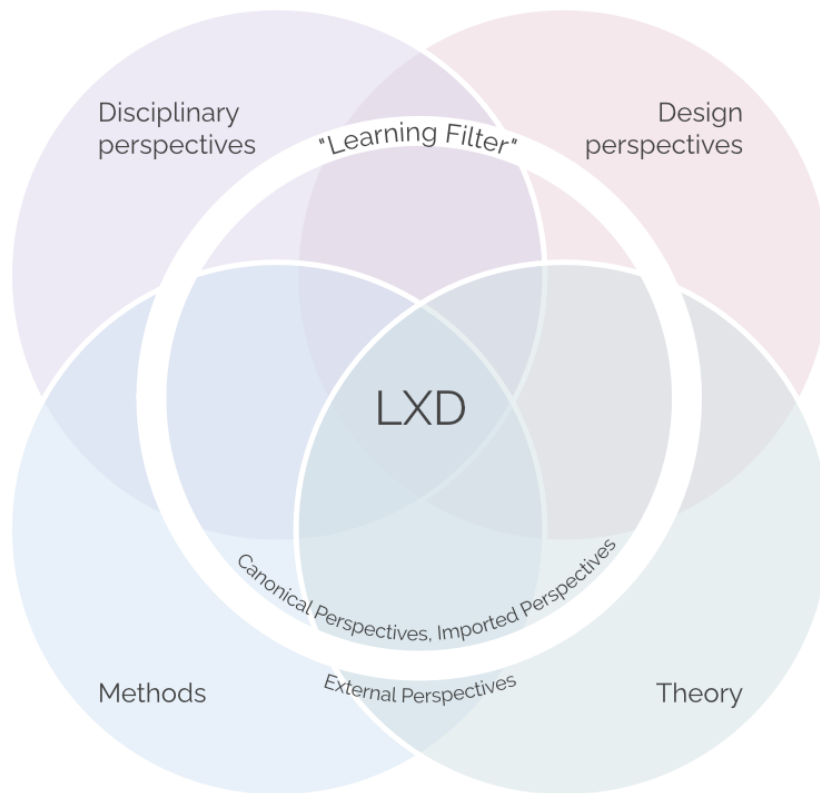 Disciplinary
perspectives
Design
perspectives
"Learning Filter"
LXD
Canonical Perspectives, Imported Perspectives
External Perspectives
Methods
Theory